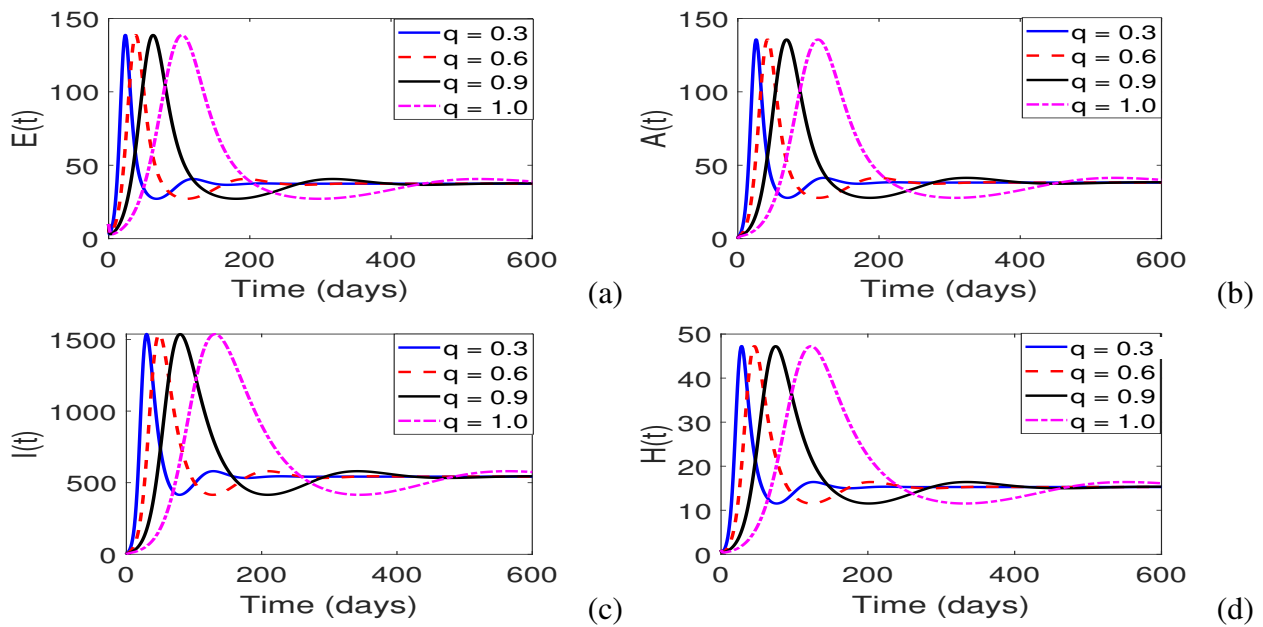 150
100
50
0
E(t)
0 200 400 600
Time (days)
q = 0.3
q = 0.6
q = 0.9
q = 1.0
(a)
150
100
50
0
A(t)
0 200 400 600
Time (days)
q = 0.3
q = 0.6
q = 0.9
q = 1.0
(b)
1500
1000
500
0
I(t)
0 200 400 600
Time (days)
q = 0.3
q = 0.6
q = 0.9
q = 1.0
(c)
50
40
30
20
10
0
H(t)
0 200 400 600
Time (days)
q = 0.3
q = 0.6
q = 0.9
q = 1.0
(d)